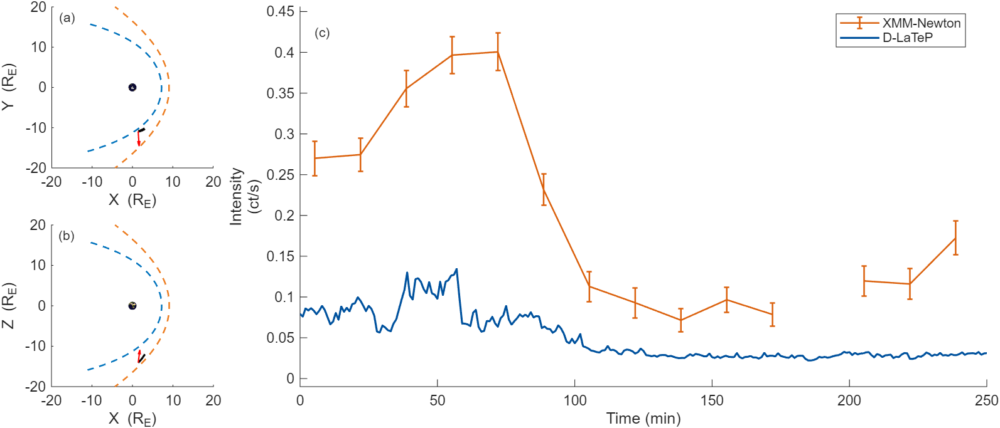 (a)
20
10
0
-10
-20
-20 -10 0 10 20
Y (RE)
X (RE)
(b)
20
10
0
-10
-20
-20 -10 0 10 20
Z (RE)
X (RE)
(c)
0.45
0.4
0.35
0.3
0.25
0.2
0.15
0.1
0.05
0
0 50 100 150 200 250
Intensity
(ct/s)
Time (min)
XMM-Newton
D-LaTeP